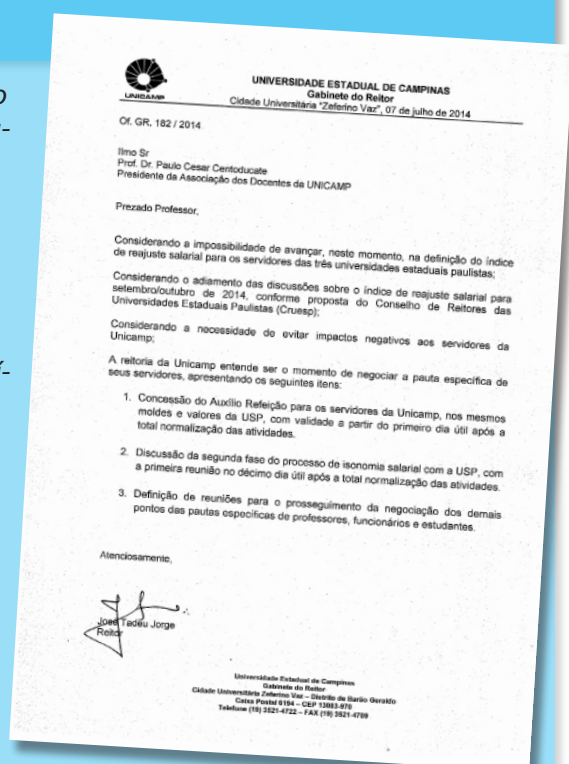 UNICAMP
UNIVERSIDADE ESTADUAL DE CAMPINAS
Gabinete do Reitor
Cidade Universitária "Zeferino Vaz", 07 de julho de 2014
Of. GR. 182 / 2014
Ilmo Sr
Prof. Dr. Paulo Cesar Centoducate
Presidente da Associação dos Docentes da UNICAMP
Prezado Professor,
Considerando a impossibilidade de avançar, neste momento, na definição do índice
de reajuste salarial para os servidores das três universidades estaduais paulistas;
Considerando o adiamento das discussões sobre o índice de reajuste salarial para
setembro/outubro de 2014, conforme proposta do Conselho de Reitores das
Universidades Estaduais Paulistas (Cruesp);
Considerando a necessidade de evitar impactos negativos aos servidores da
Unicamp;
A reitoria da Unicamp entende ser o momento de negociar a pauta específica de
seus servidores, apresentando os seguintes itens:
1. Concessão do Auxílio Refeição para os servidores da Unicamp, nos mesmos
moldes e valores da USP, com validade a partir do primeiro dia útil após a
total normalização das atividades.
2. Discussão da segunda fase do processo de isonomia salarial com a USP, com
a primeira reunião no décimo dia útil após a total normalização das atividades.
3. Definição de reuniões para o prosseguimento da negociação dos demais
pontos das pautas específicas de professores, funcionários e estudantes.
Atenciosamente,
José Tadeu Jorge
Reitor
Universidade Estadual de Campinas
Gabinete do Reitor
Cidade Universitária Zeferino Vaz – Distrito de Barão Geraldo
Caixa Postal 6194 – CEP 13083-970
Telefone (19) 3521-4722 – FAX (19) 3521-4789